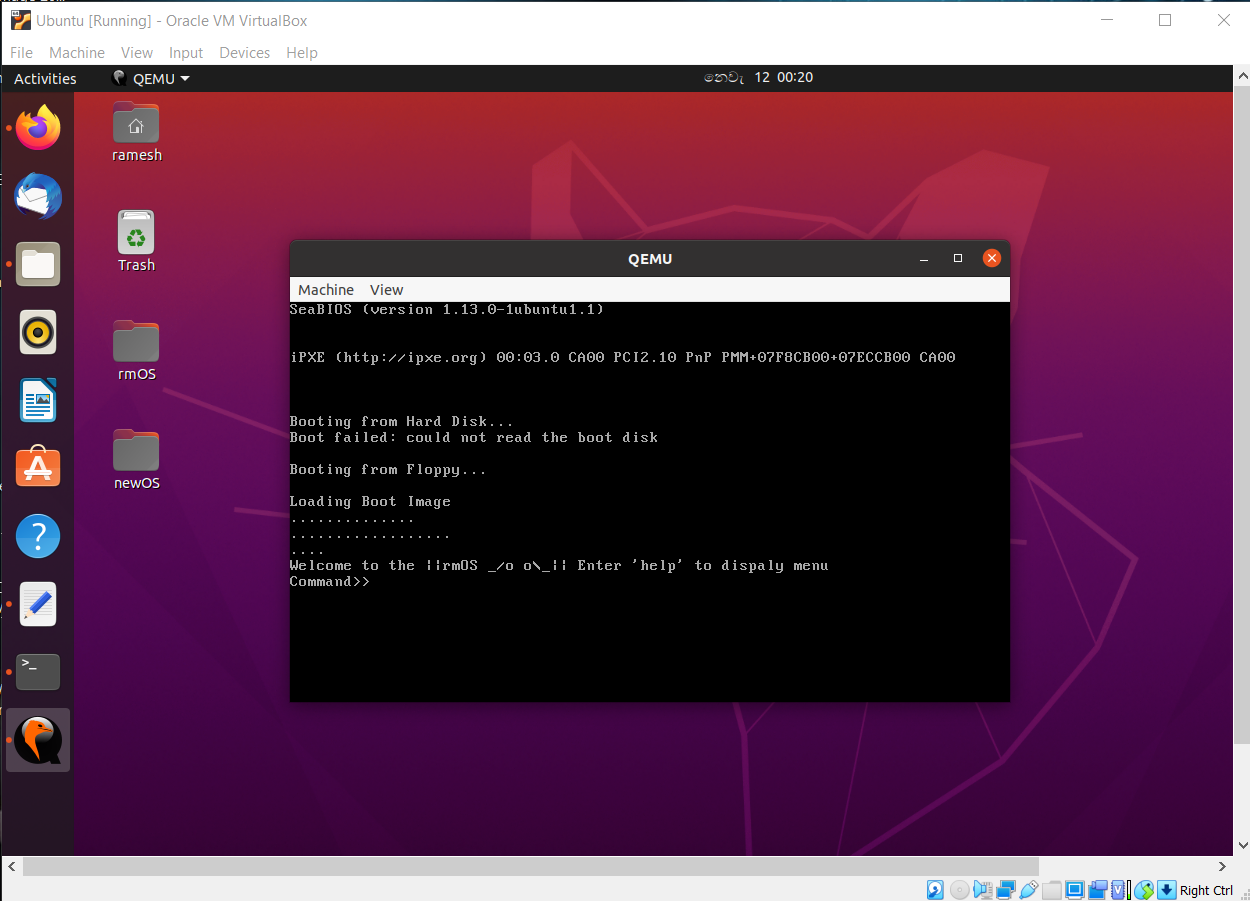 Ubuntu [Running] - Oracle VM VirtualBox
File Machine View Input Devices Help
Activities QEMU නොවැ 12 00:20
ramesh
Trash
rmOS
newOS
QEMU
Machine View
SeaBIOS (version 1.13.0-1ubuntu1.1)
iPXE (http://ipxe.org) 00:03.0 CA00 PCI2.10 PnP PMM+07F8CB00+07ECCB00 CA00
Booting from Hard Disk...
Boot failed: could not read the boot disk
Booting from Floppy...
Loading Boot Image
..............
..................
....
Welcome to the ||rmOS _/o o\_|| Enter 'help' to dispaly menu
Command>>
Right Ctrl